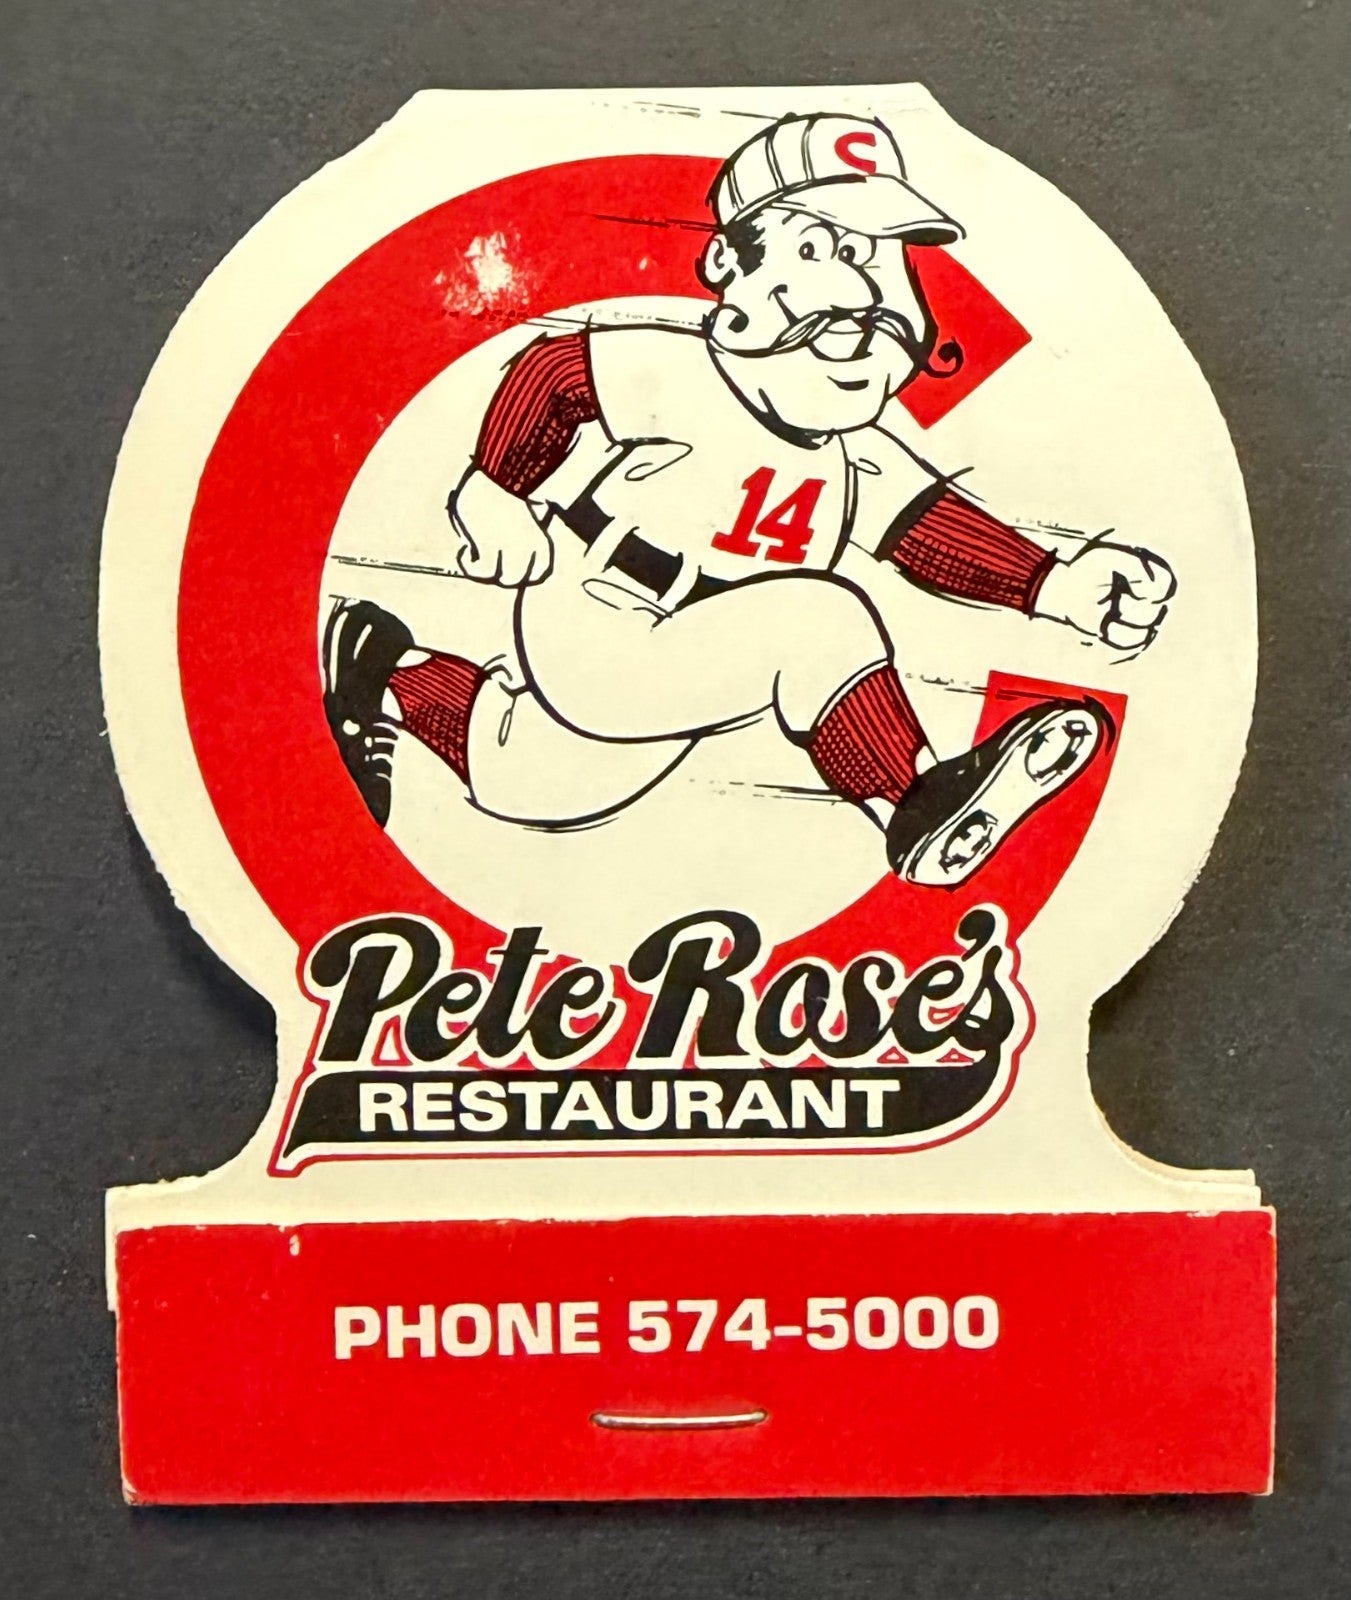 C
14
Pete Rose's
RESTAURANT
PHONE 574-5000